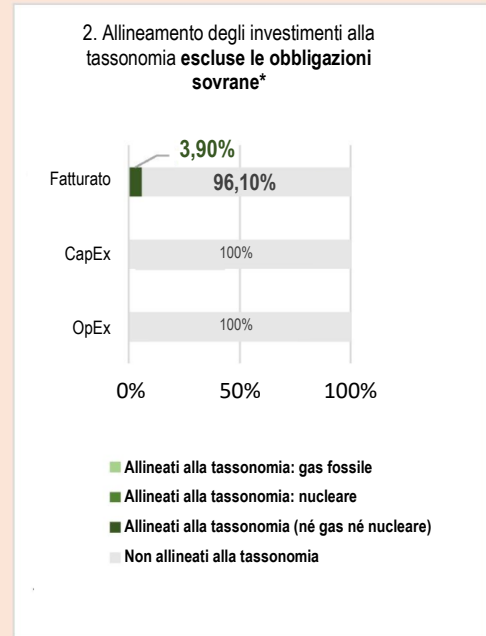 2. Allineamento degli investimenti alla
tassonomia escluse le obbligazioni
sovrane*
3,90%
Fatturato
96,10%
CapEx
100%
OpEx
100%
0%
50%
100%
Allineati alla tassonomia: gas fossile
Allineati alla tassonomia: nucleare
Allineati alla tassonomia (né gas né nucleare)
Non allineati alla tassonomia